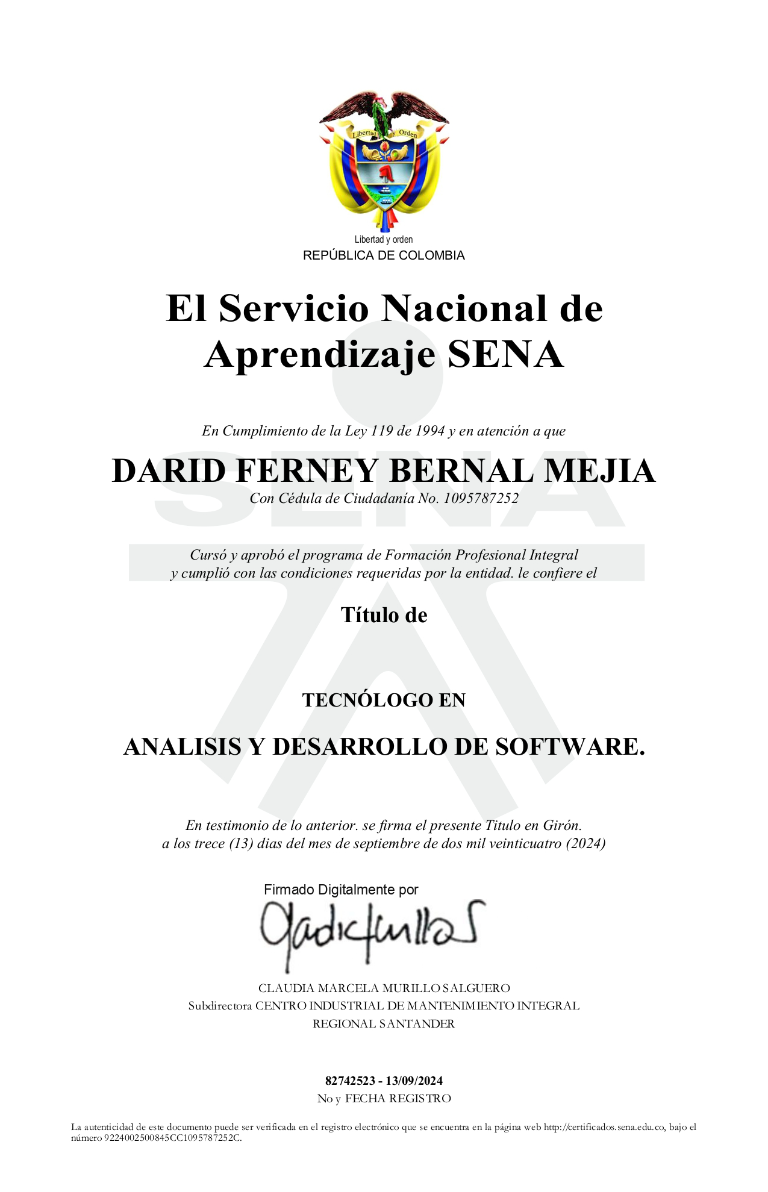 Libertad y Orden
Libertad y orden
REPÚBLICA DE COLOMBIA
El Servicio Nacional de
Aprendizaje SENA
En Cumplimiento de la Ley 119 de 1994 y en atención a que
SENA
DARID FERNEY BERNAL MEJIA
Con Cédula de Ciudadanía No. 1095787252
Cursó y aprobó el programa de Formación Profesional Integral
y cumplió con las condiciones requeridas por la entidad. le confiere el
Título de
TECNÓLOGO EN
ANALISIS Y DESARROLLO DE SOFTWARE.
En testimonio de lo anterior. se firma el presente Titulo en Girón.
a los trece (13) dias del mes de septiembre de dos mil veinticuatro (2024)
Firmado Digitalmente por
CLAUDIA MARCELA MURILLO SALGUERO
Subdirectora CENTRO INDUSTRIAL DE MANTENIMIENTO INTEGRAL
REGIONAL SANTANDER
82742523 - 13/09/2024
No y FECHA REGISTRO
La autenticidad de este documento puede ser verificada en el registro electrónico que se encuentra en la página web http://certificados.sena.edu.co, bajo el
número 9224002500845CC1095787252C.